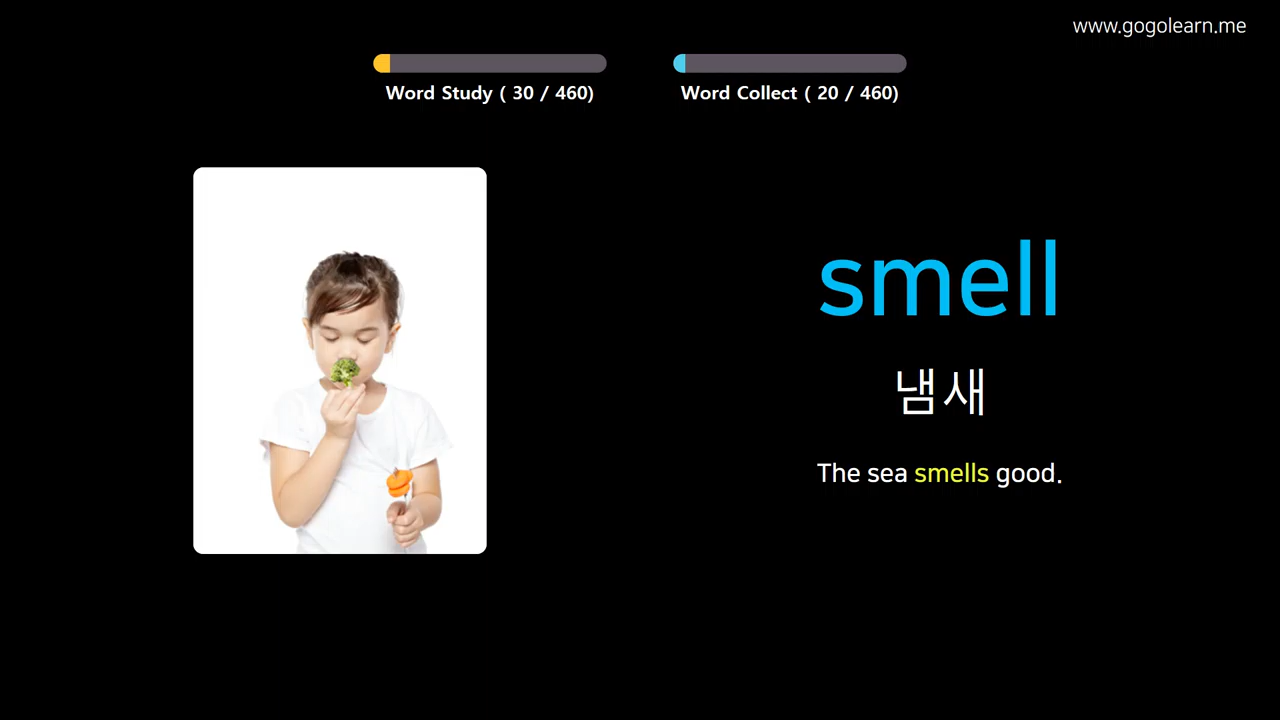 www.gogolearn.me
Word Study ( 30 / 460)
Word Collect ( 20 / 460)
smell
냄새
The sea smells good.